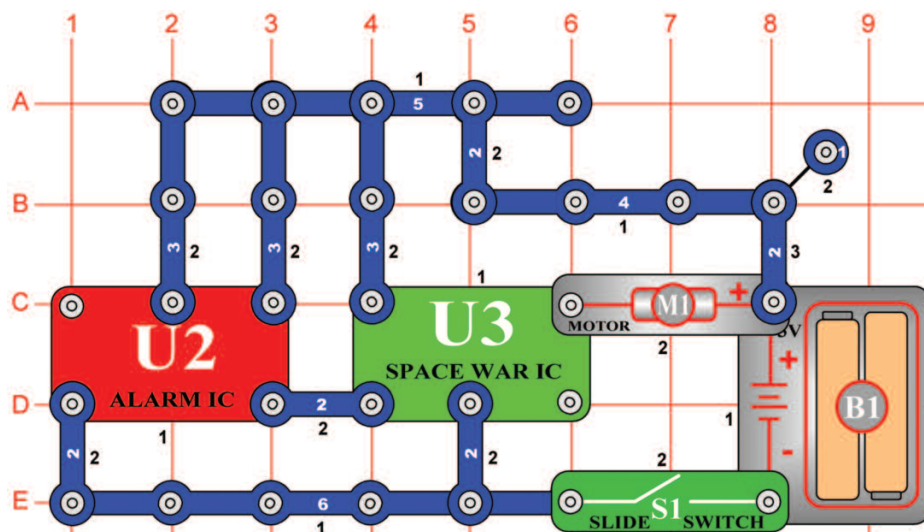 1 2 3 4 5 6 7 8 9
1
A 5
2 2 1
2
B 4
1
3 2 3 2 3 2 2 3
1
C U2 U3 M1 +
MOTOR
SPACE WAR IC 2 +
D ALARM IC 2 B1
1 2 1
2 2 2 2 2 -
E 6 S1
1 SLIDE SWITCH